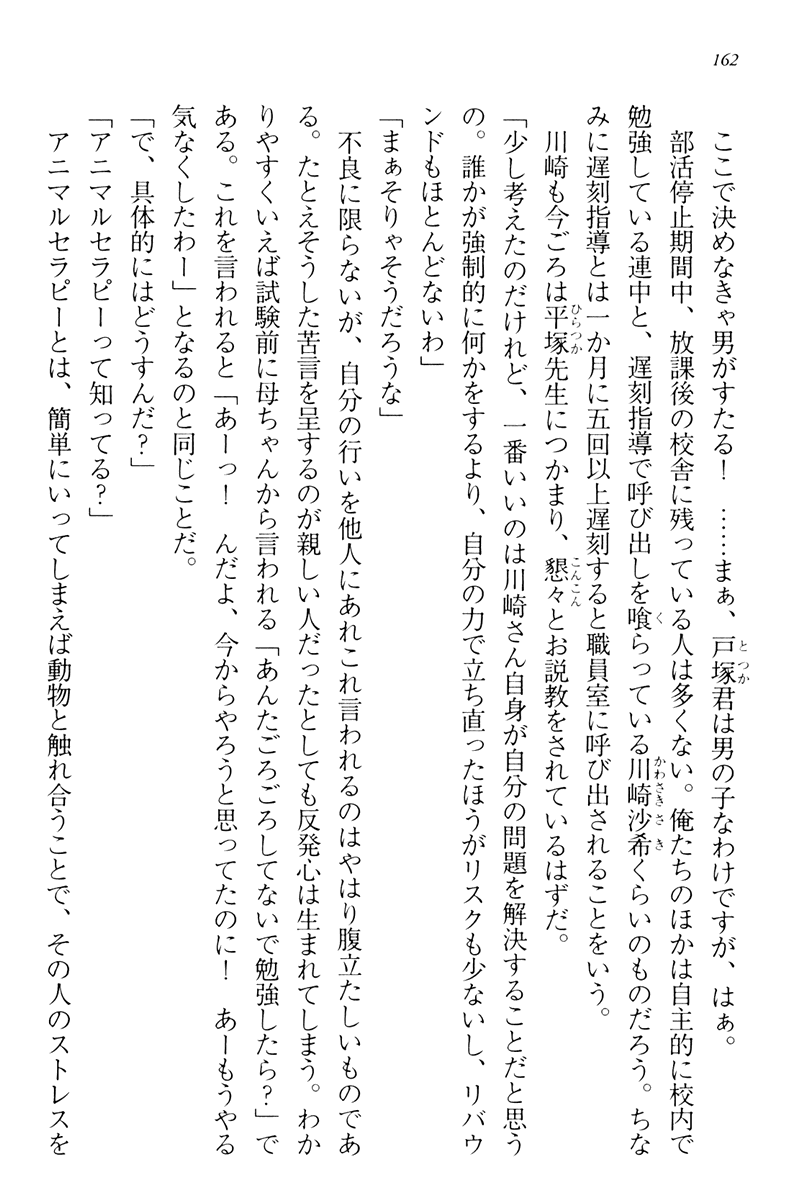 162
ここで決めなきゃ男がすたる！　……まぁ、戸塚君は男の子なわけですが、はぁ。
部活停止期間中、放課後の校舎に残っている人は多くない。俺たちのほかは自主的に校内で
勉強している連中と、遅刻指導で呼び出しを喰らっている川崎沙希くらいのものだろう。ちな
みに遅刻指導とは一か月に五回以上遅刻すると職員室に呼び出されることをいう。
川崎も今ごろは平塚先生につかまり、懇々とお説教をされているはずだ。
「少し考えたのだけれど、一番いいのは川崎さん自身が自分の問題を解決することだと思う
の。誰かが強制的に何かをするより、自分の力で立ち直ったほうがリスクも少ないし、リバウ
ンドもほとんどないわ」
「まぁそりゃそうだろうな」
不良に限らないが、自分の行いを他人にあれこれ言われるのはやはり腹立たしいものであ
る。たとえそうした苦言を呈するのが親しい人だったとしても反発心は生まれてしまう。わか
りやすくいえば試験前に母ちゃんから言われる「あんたごろごろしてないで勉強したら？」で
ある。これを言われると「あーっ！　んだよ、今からやろうと思ってたのに！　あーもうやる
気なくしたわー」となるのと同じことだ。
「で、具体的にはどうすんだ？」
「アニマルセラピーって知ってる？」
アニマルセラピーとは、簡単にいってしまえば動物と触れ合うことで、その人のストレスを